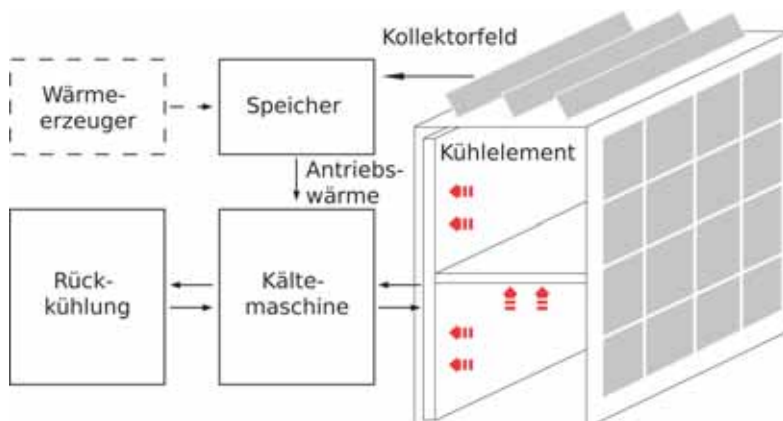 Kollektorfeld
Wärme-
erzeuger
Speicher
Kühlelement
Antriebs-
wärme
Rück-
kühlung
Kälte-
maschine